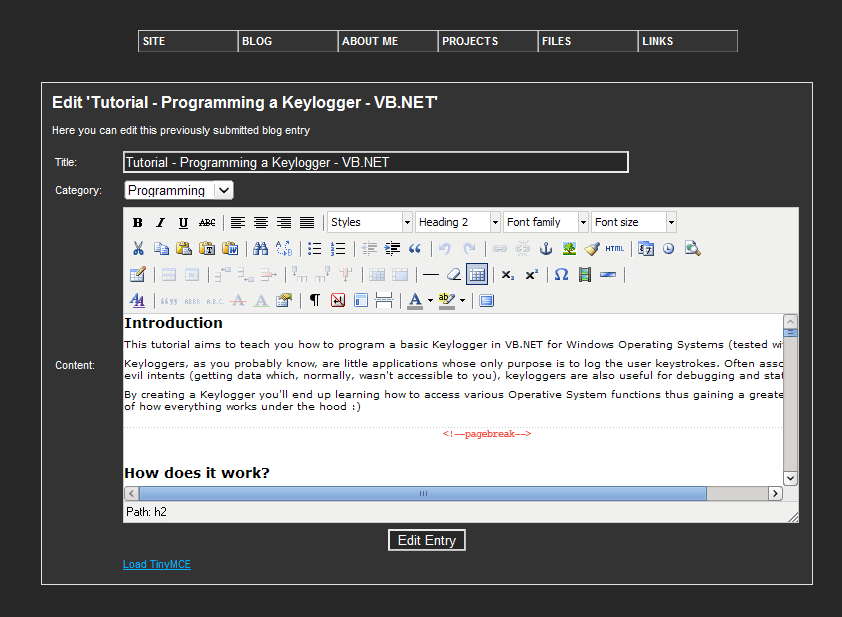 SITE BLOG ABOUT ME PROJECTS FILES LINKS
Edit 'Tutorial - Programming a Keylogger - VB.NET'
Here you can edit this previously submitted blog entry
Title: Tutorial - Programming a Keylogger - VB.NET
Category: Programming
B I U ABC Styles Heading 2 Font family Font size
HTML
Content:
Introduction
This tutorial aims to teach you how to program a basic Keylogger in VB.NET for Windows Operating Systems (tested
Keyloggers, as you probably know, are little applications whose only purpose is to log the user keystrokes. Often
evil intents (getting data which, normally, wasn't accessible to you), keyloggers are also useful for debugging and
By creating a Keylogger you'll end up learning how to access various Operative System functions thus gaining a
of how everything works under the hood :)
<!--pagebreak-->
How does it work?
Path: h2
Edit Entry
Load TinyMCE